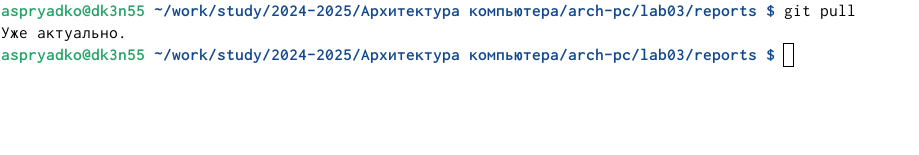 aspryadko@dk3n55 ~/work/study/2024-2025/Архитектура компьютера/arch-pc/lab03/reports $ git pull
Уже актуально.
aspryadko@dk3n55 ~/work/study/2024-2025/Архитектура компьютера/arch-pc/lab03/reports $